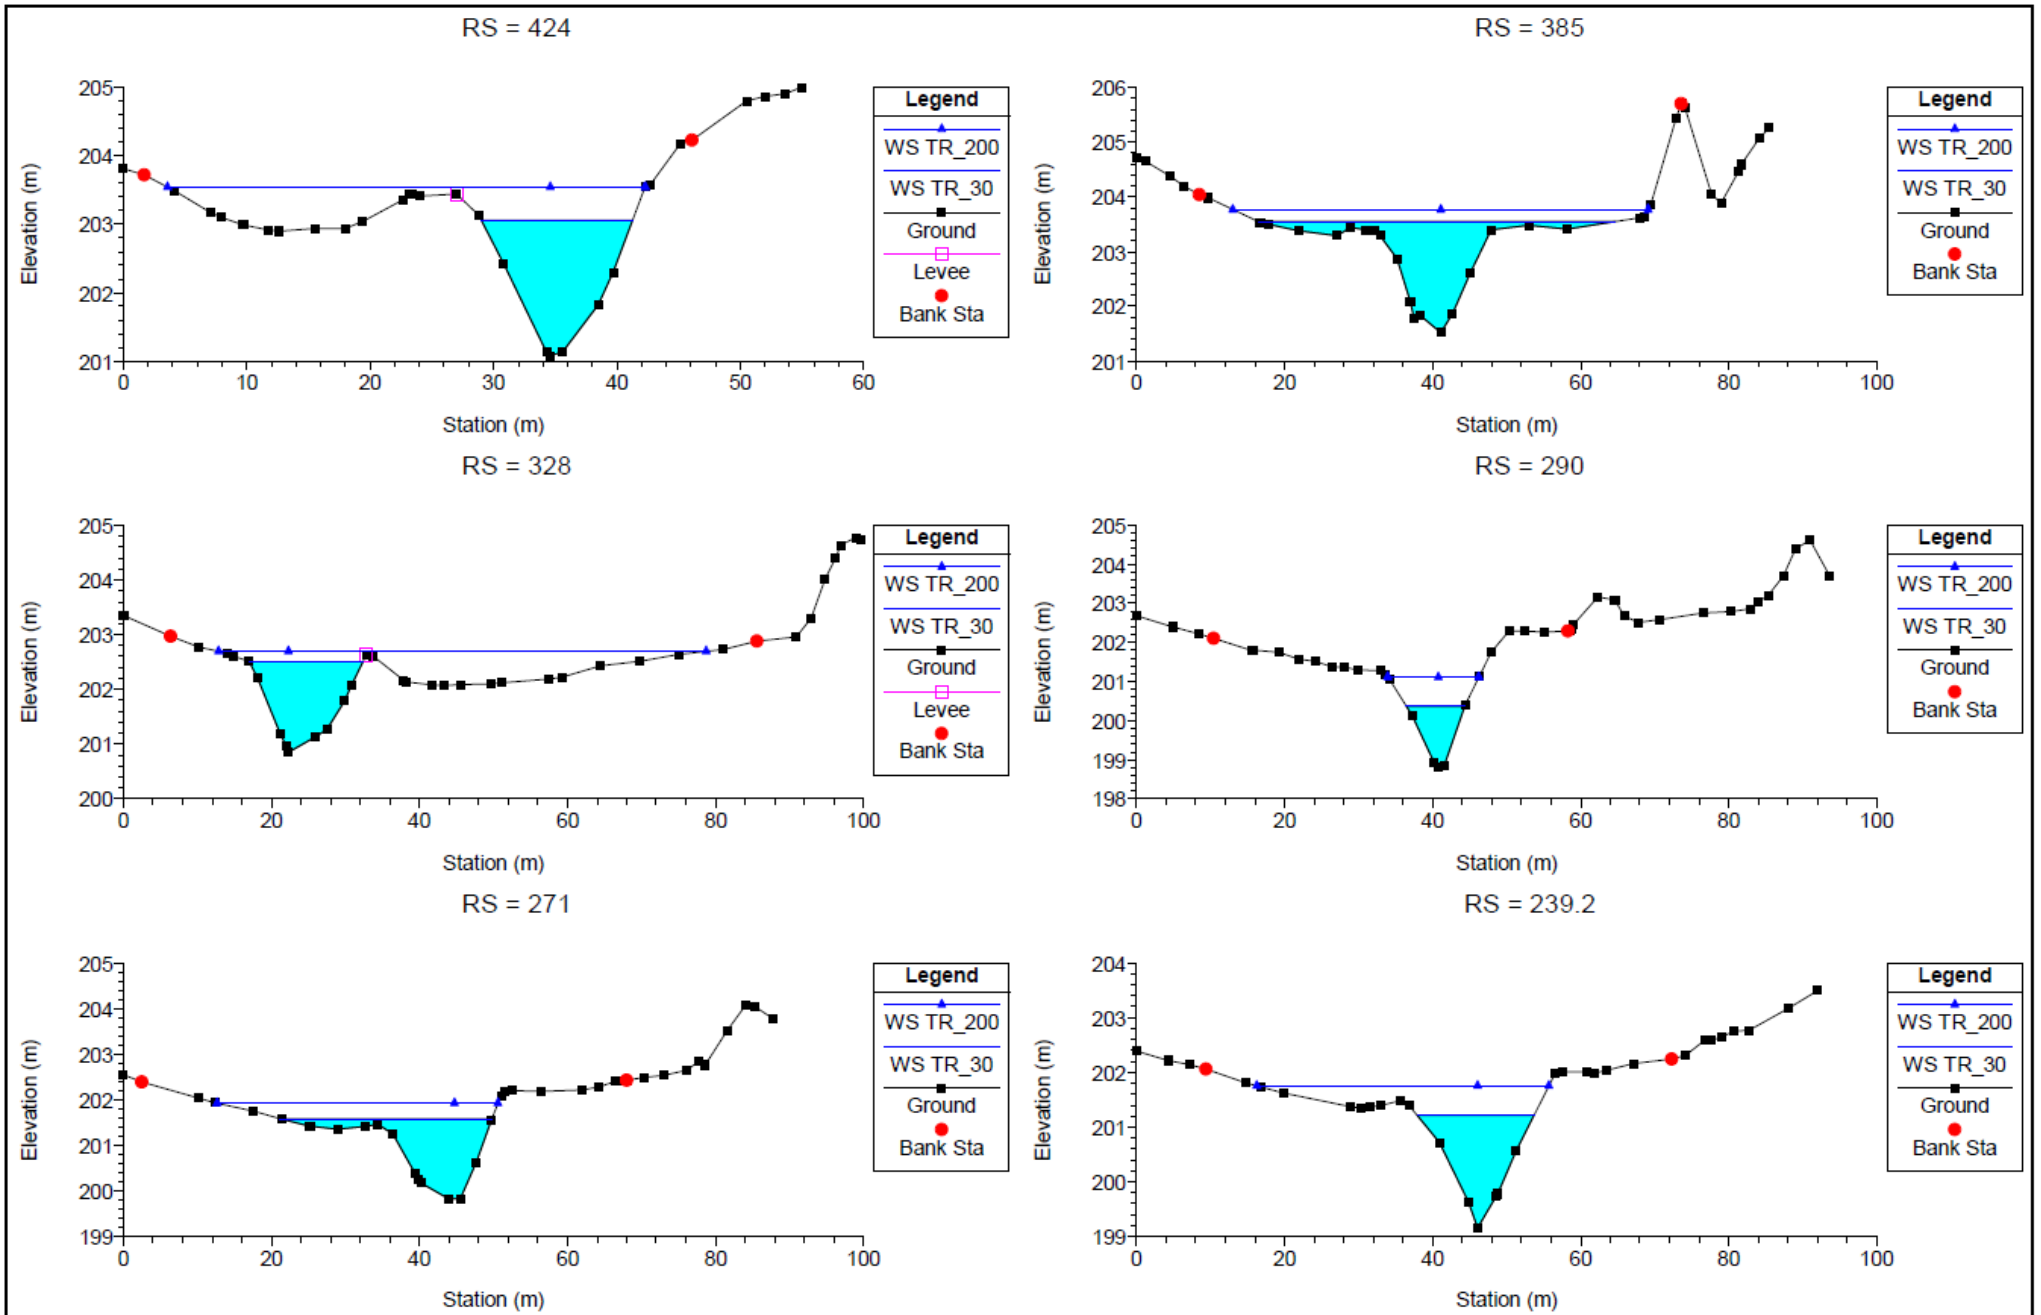 RS = 424
205
204
203
202
201
Elevation (m)
0
10
20
30
40
50
60
Station (m)
Legend
WS TR_200
WS TR_30
Ground
Levee
Bank Sta
RS = 385
206
205
204
203
202
201
Elevation (m)
0
20
40
60
80
100
Station (m)
Legend
WS TR_200
WS TR_30
Ground
Bank Sta
RS = 328
205
204
203
202
201
200
Elevation (m)
0
20
40
60
80
100
Station (m)
Legend
WS TR_200
WS TR_30
Ground
Levee
Bank Sta
RS = 290
205
204
203
202
201
200
199
198
Elevation (m)
0
20
40
60
80
100
Station (m)
Legend
WS TR_200
WS TR_30
Ground
Bank Sta
RS = 271
205
204
203
202
201
200
199
Elevation (m)
0
20
40
60
80
100
Station (m)
Legend
WS TR_200
WS TR_30
Ground
Bank Sta
RS = 239.2
204
203
202
201
200
199
Elevation (m)
0
20
40
60
80
100
Station (m)
Legend
WS TR_200
WS TR_30
Ground
Bank Sta